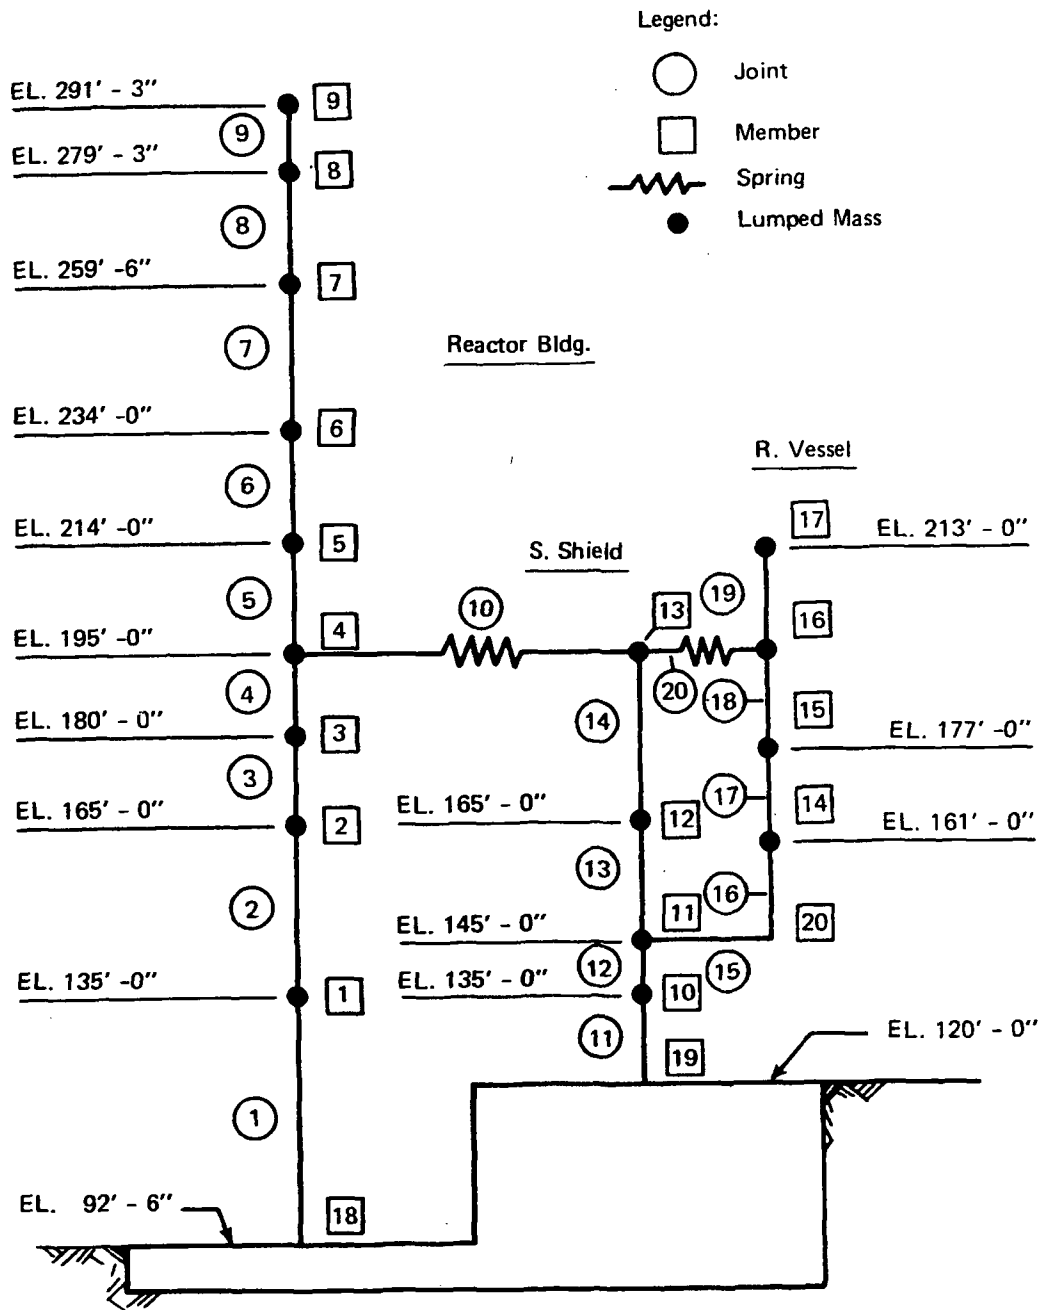 Legend:
Joint
Member
Spring
Lumped Mass
EL. 291' - 3"
9
9
EL. 279' - 3"
8
8
EL. 259' -6"
7
7
Reactor Bldg.
EL. 234' -0"
6
6
R. Vessel
EL. 214' -0"
5
17
EL. 213' - 0"
S. Shield
5
10
13
19
16
EL. 195' -0"
4
4
20
18
15
14
EL. 180' - 0"
3
EL. 177' -0"
3
17
14
EL. 165' - 0"
2
EL. 165' - 0"
12
EL. 161' - 0"
13
2
16
11
20
EL. 145' - 0"
12
15
EL. 135' -0"
1
EL. 135' - 0"
10
11
19
EL. 120' - 0"
1
EL. 92' - 6"
18